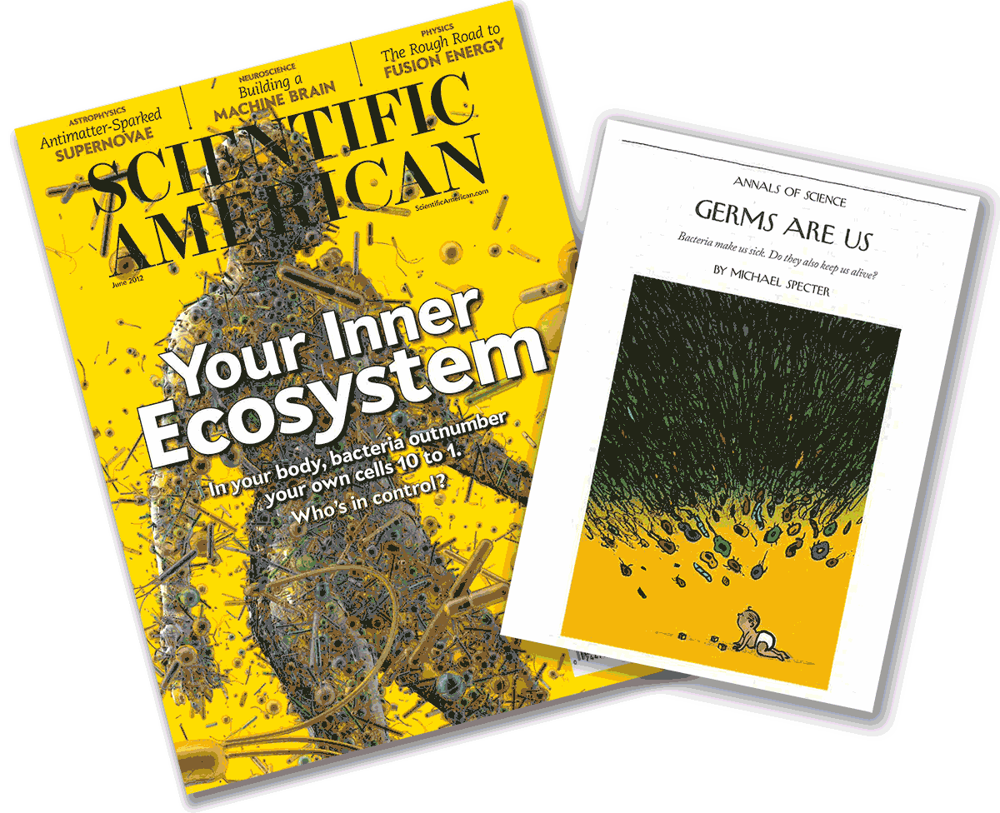 ASTROPHYSICS
Antimatter-Sparked
SUPERNOVAE
NEUROSCIENCE
Building a
MACHINE BRAIN
PHYSICS
The Rough Road to
FUSION ENERGY
SCIENTIFIC
AMERICAN
ScientificAmerican.com
June 2012
Your Inner
Ecosystem
In your body, bacteria outnumber
your own cells 10 to 1.
Who's in control?
ANNALS OF SCIENCE
GERMS ARE US
Bacteria make us sick. Do they also keep us alive?
BY MICHAEL SPECTER